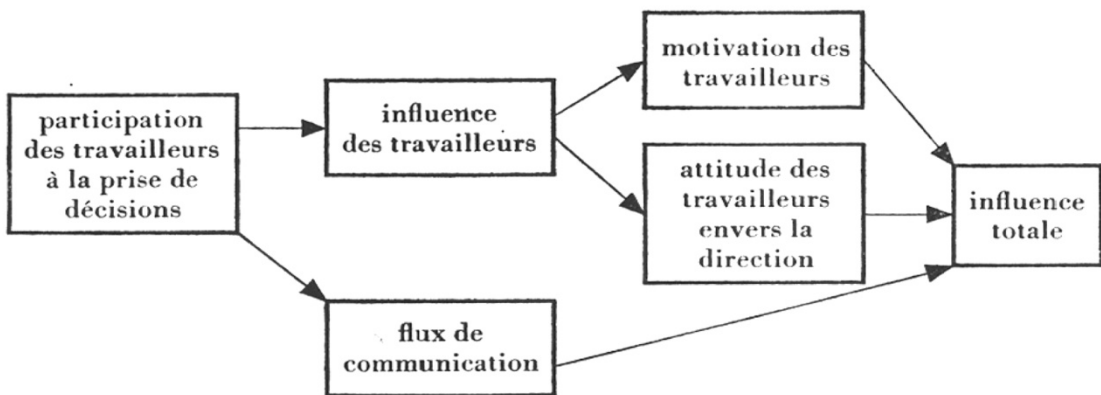 participation
des travailleurs
à la prise de
décisions
influence
des travailleurs
motivation des
travailleurs
attitude des
travailleurs
envers la
direction
influence
totale
flux de
communication